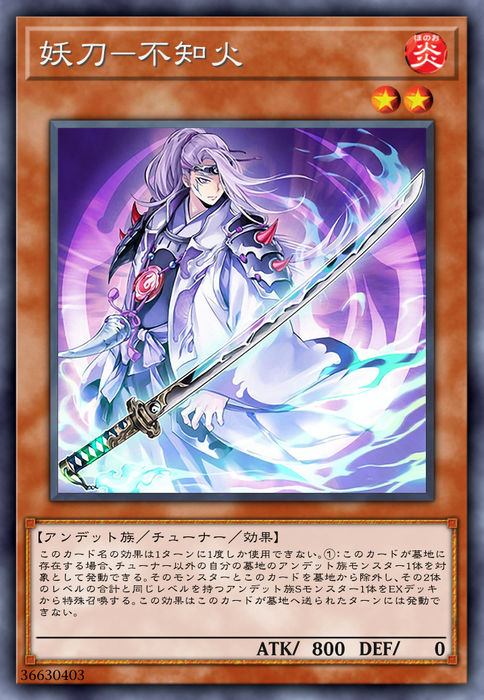 妖刀−不知火
ほのお
炎
【アンデット族／チューナー／効果】
このカード名の効果は1ターンに1度しか使用できない。①：このカードが墓地に
存在する場合、チューナー以外の自分の墓地のアンデット族モンスター1体を対
象として発動できる。そのモンスターとこのカードを墓地から除外し、その2体
のレベルの合計と同じレベルを持つアンデット族Sモンスター1体をEXデッキ
から特殊召喚する。この効果はこのカードが墓地へ送られたターンには発動で
きない。
ATK/ 800 DEF/ 0
36630403